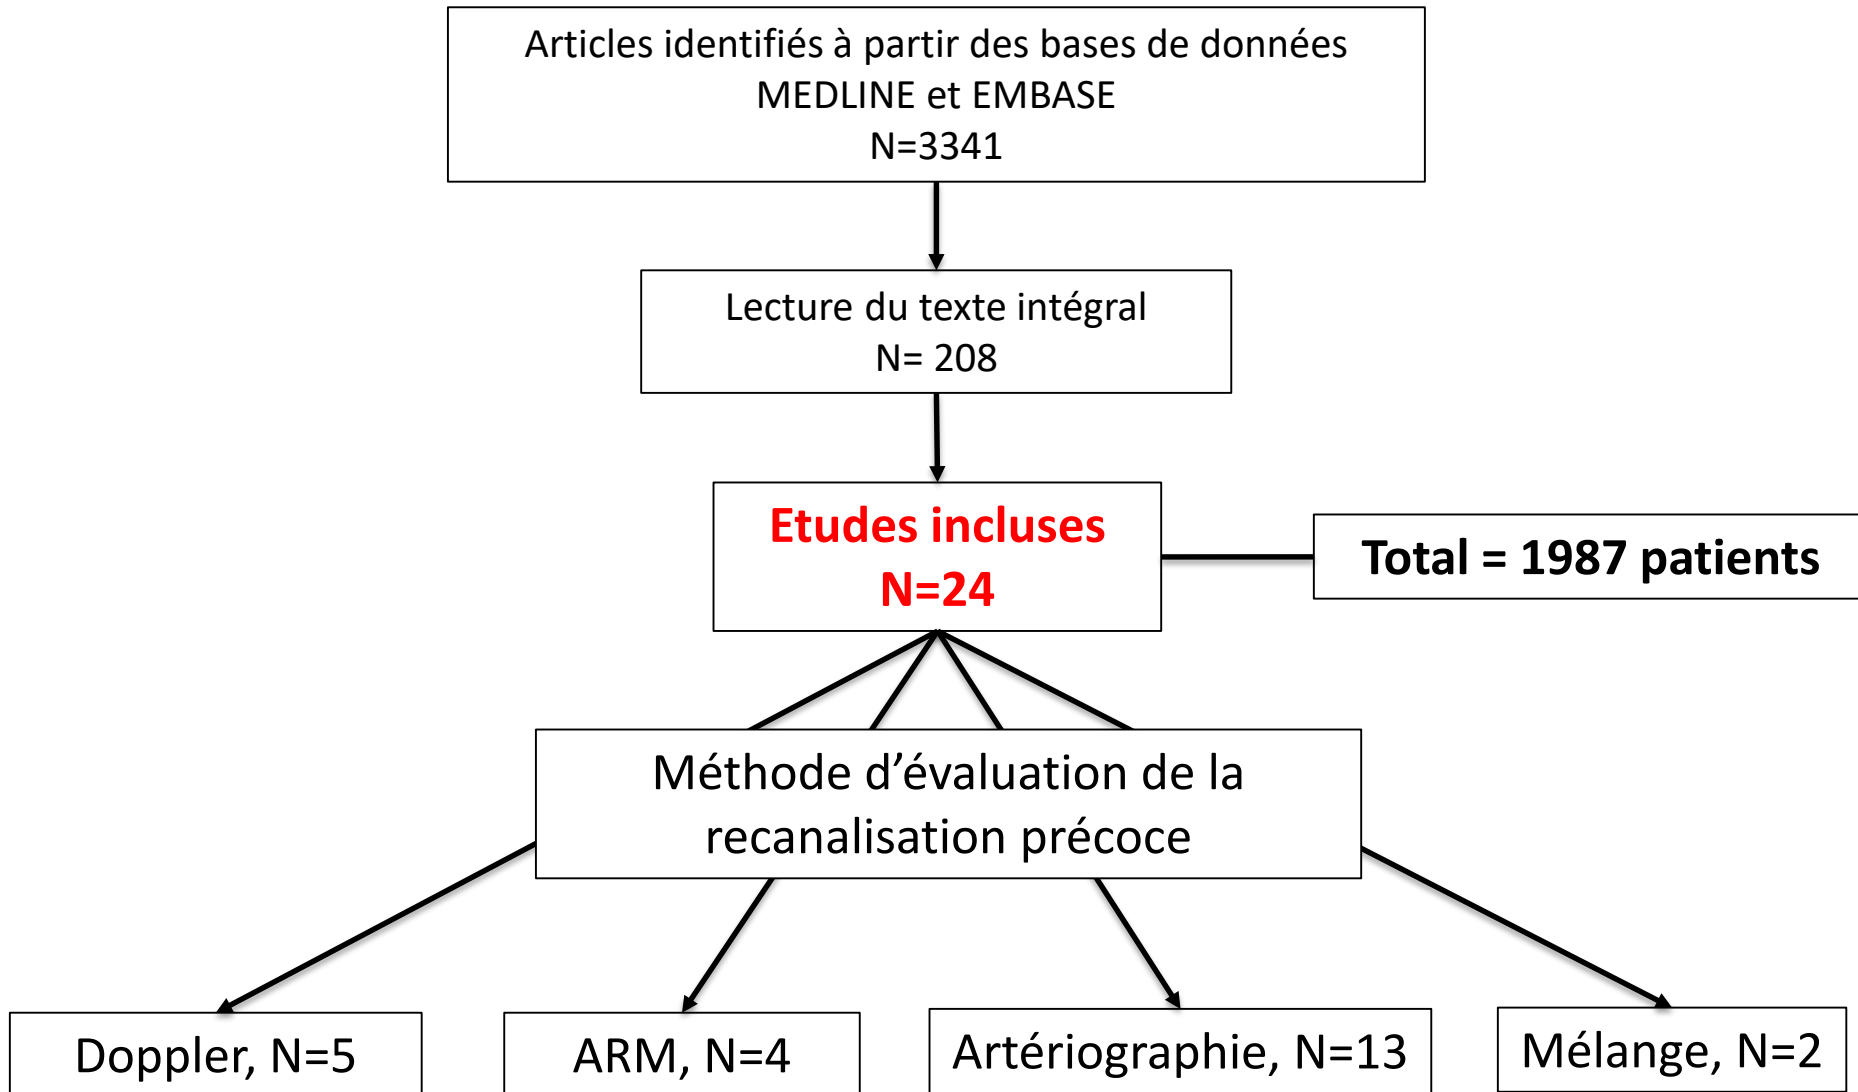 Articles identifiés à partir des bases de données
MEDLINE et EMBASE
N=3341
Lecture du texte intégral
N= 208
Etudes incluses
N=24
Total = 1987 patients
Méthode d’évaluation de la
recanalisation précoce
Doppler, N=5
ARM, N=4
Artériographie, N=13
Mélange, N=2